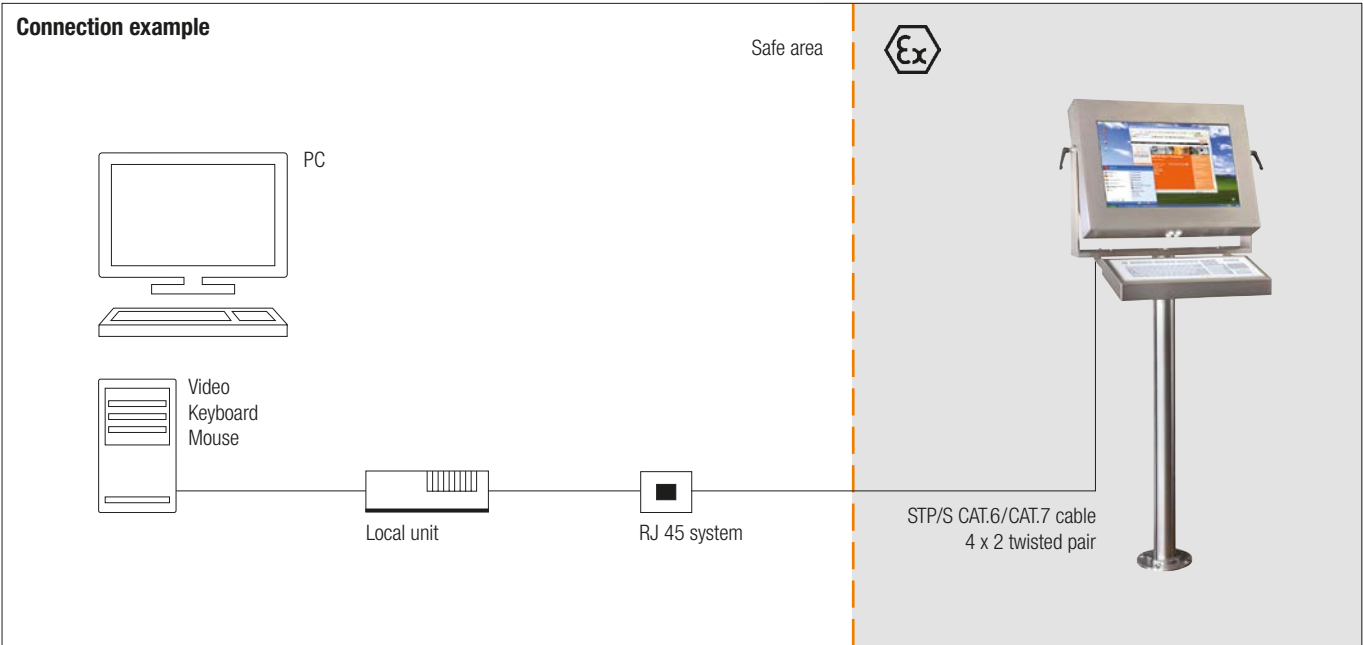 Connection example
Safe area
Ex
PC
Video
Keyboard
Mouse
Local unit
RJ 45 system
STP/S CAT.6/CAT.7 cable
4 x 2 twisted pair